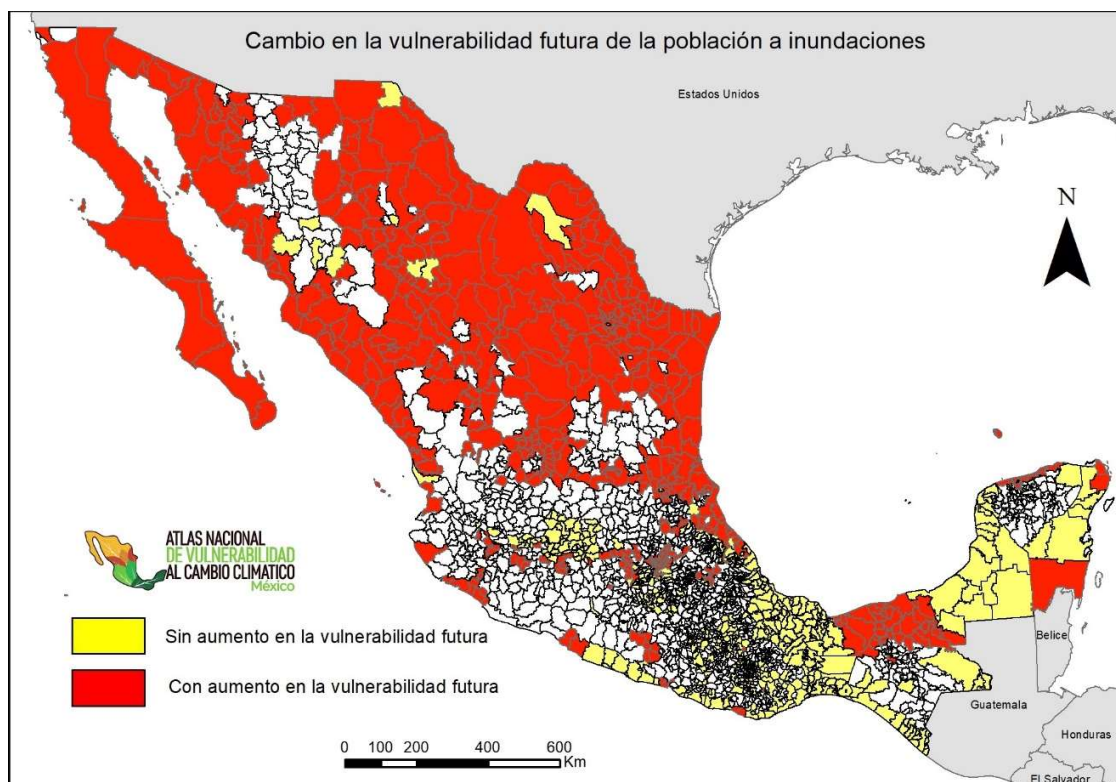 Cambio en la vulnerabilidad futura de la población a inundaciones
Estados Unidos
N
ATLAS NACIONAL
DE VULNERABILIDAD
AL CAMBIO CLIMATICO
México
Sin aumento en la vulnerabilidad futura
Con aumento en la vulnerabilidad futura
Belice
Guatemala
Honduras
El Salvador
0 100 200 400 600
Km